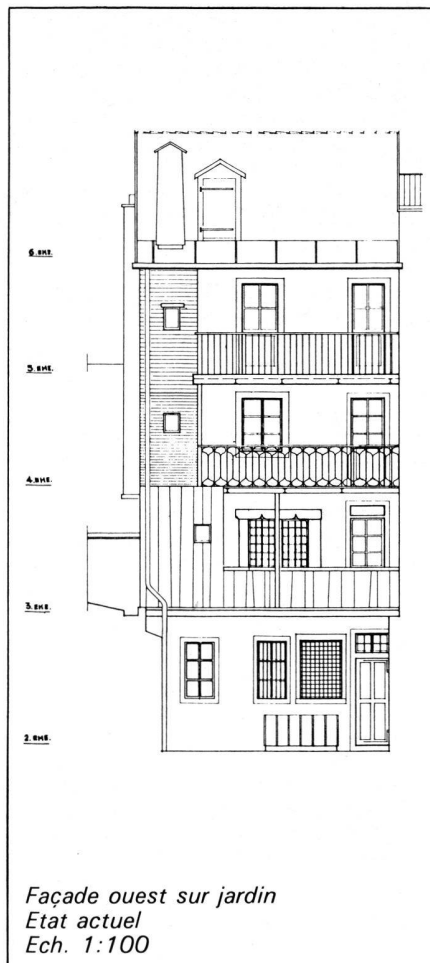 6.EME.
5.EME.
4.EME.
3.EME.
2.EME.
Façade ouest sur jardin
Etat actuel
Ech. 1:100